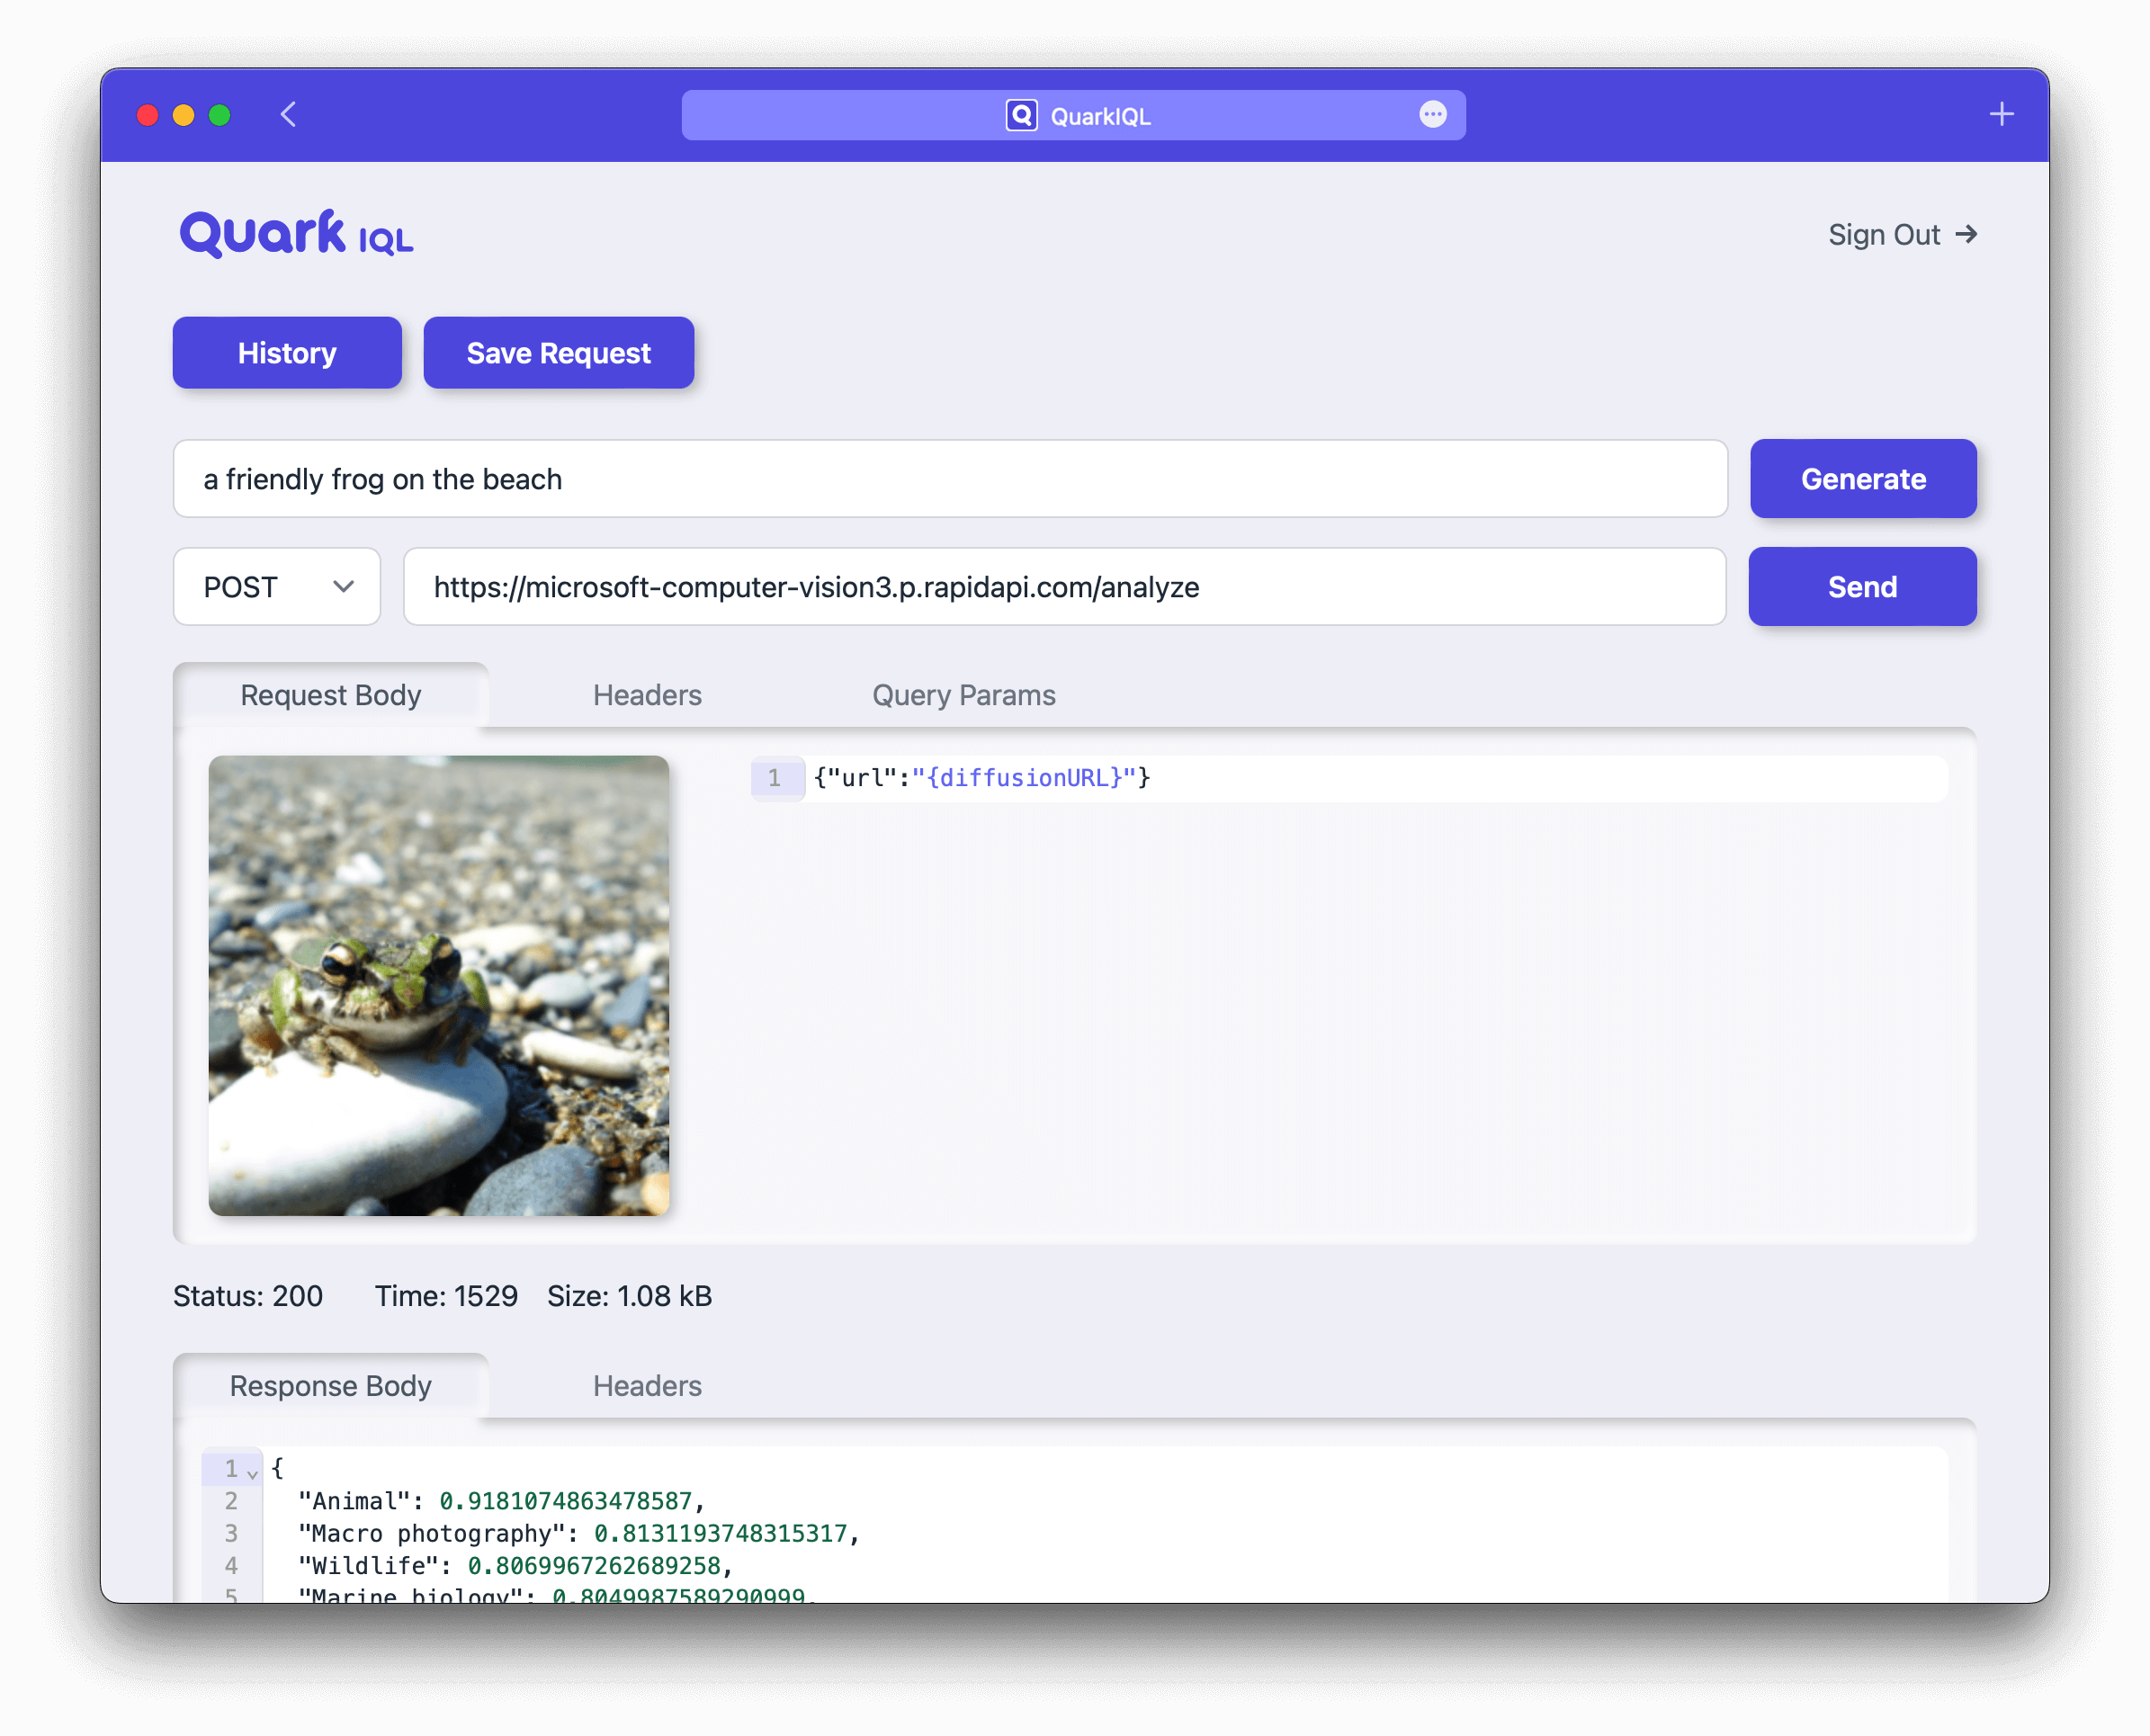 QuarkIQL
Quark IQL
Sign Out →
History
Save Request
a friendly frog on the beach
Generate
POST
https://microsoft-computer-vision3.p.rapidapi.com/analyze
Send
Request Body
Headers
Query Params
1 {"url":"{diffusionURL}"}
Status: 200 Time: 1529 Size: 1.08 kB
Response Body
Headers
1 {
2 "Animal": 0.9181074863478587,
3 "Macro photography": 0.8131193748315317,
4 "Wildlife": 0.8069967262689258,
5 "Marine biology": 0.8049987589290999,